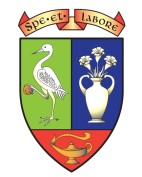 Spe · et · labore